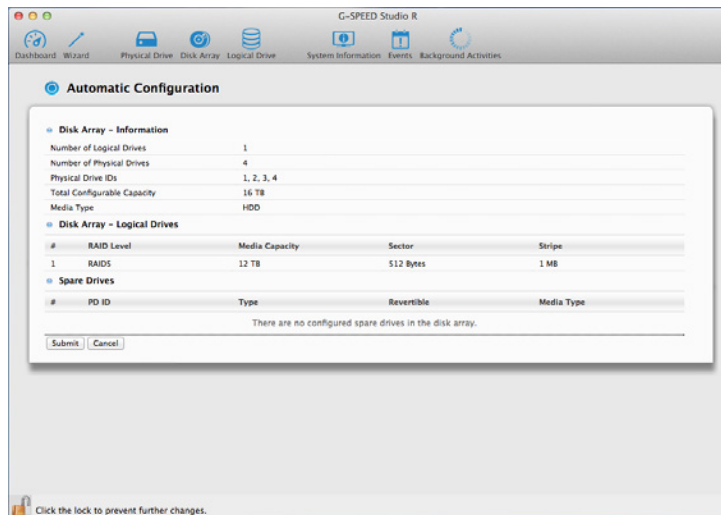 G-SPEED Studio R
Dashboard Wizard Physical Drive Disk Array Logical Drive System Information Events Background Activities
Automatic Configuration
Disk Array - Information
Number of Logical Drives 1
Number of Physical Drives 4
Physical Drive IDs 1, 2, 3, 4
Total Configurable Capacity 16 TB
Media Type HDD
Disk Array - Logical Drives
# RAID Level Media Capacity Sector Stripe
1 RAID5 12 TB 512 Bytes 1 MB
Spare Drives
# PD ID Type Revertible Media Type
There are no configured spare drives in the disk array.
Submit Cancel
Click the lock to prevent further changes.